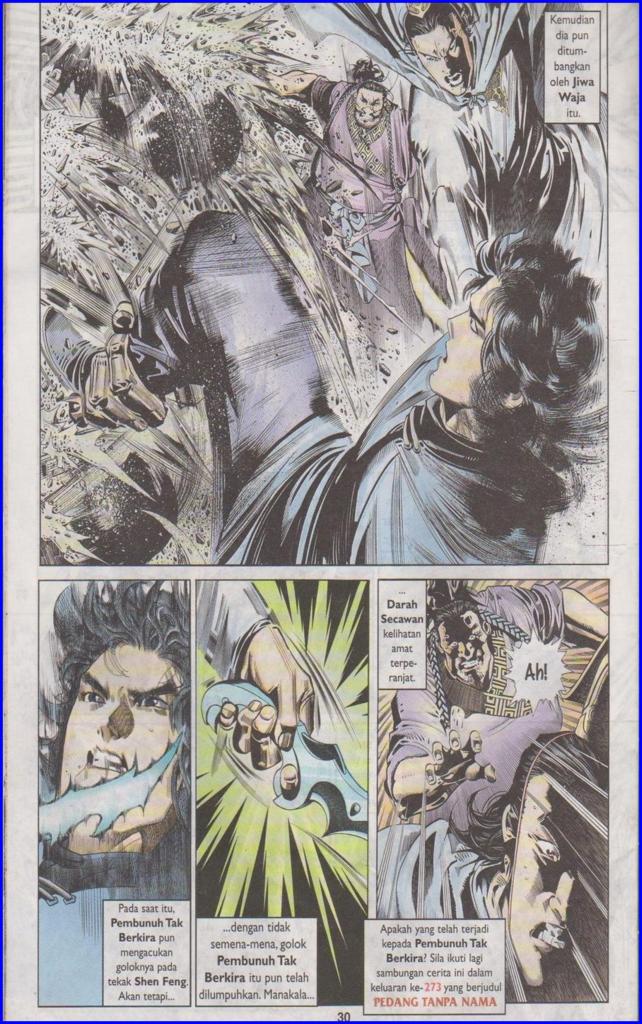 Kemudian
dia pun
ditum-
bangkan
oleh Jiwa
Waja
itu.
Pada saat itu,
Pembunuh Tak
Berkira pun
mengacukan
goloknya pada
tekak Shen Feng.
Akan tetapi...
...dengan tidak
semena-mena, golok
Pembunuh Tak
Berkira itu pun telah
dilumpuhkan. Manakala...
...
Darah
Secawan
kelihatan
amat
terpe-
ranjat.
Ah!
Apakah yang telah terjadi
kepada Pembunuh Tak
Berkira? Sila ikuti lagi
sambungan cerita ini dalam
keluaran ke-273 yang berjudul
PEDANG TANPA NAMA
30